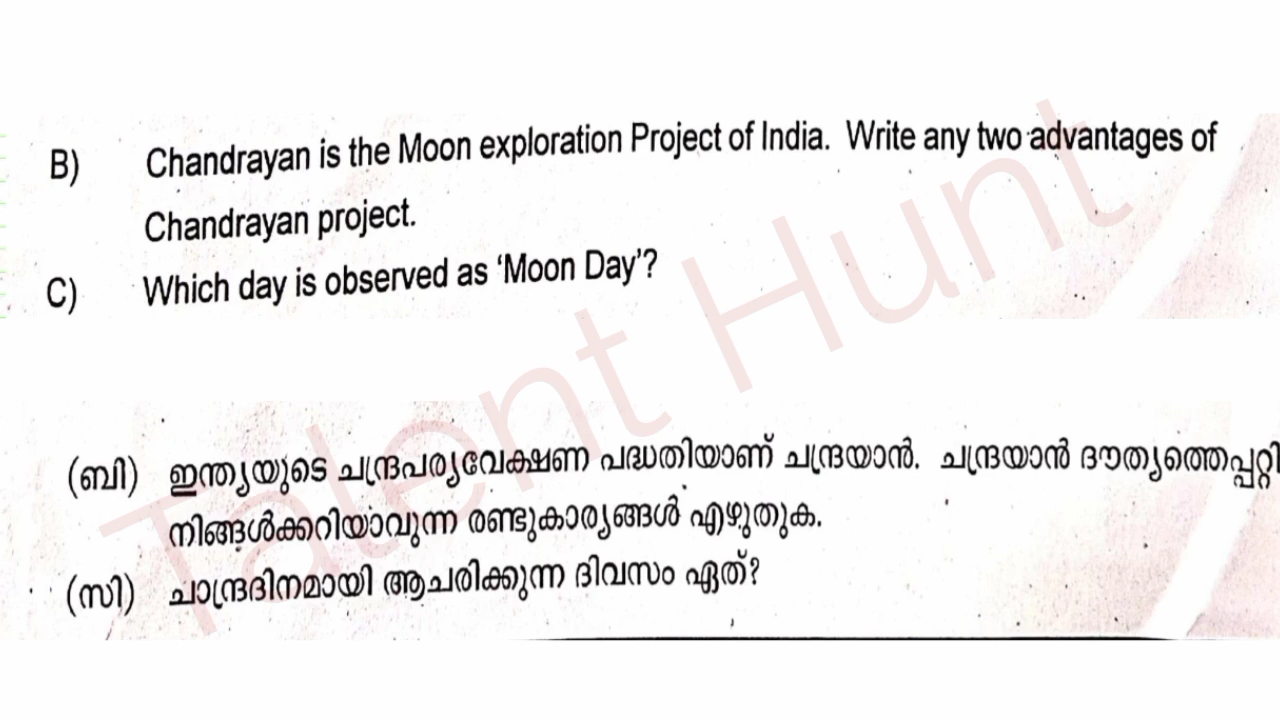 B) Chandrayan is the Moon exploration Project of India. Write any two advantages of
Chandrayan project.
C) Which day is observed as ‘Moon Day’?
(ബി) ഇന്ത്യയുടെ ചന്ദ്രപര്യവേക്ഷണ പദ്ധതിയാണ് ചന്ദ്രയാൻ. ചന്ദ്രയാൻ ദൗത്യത്തെപ്പറ്റി
നിങ്ങൾക്കറിയാവുന്ന രണ്ടുകാര്യങ്ങൾ എഴുതുക.
(സി) ചാന്ദ്രദിനമായി ആചരിക്കുന്ന ദിവസം ഏത്?
Talent Hunt